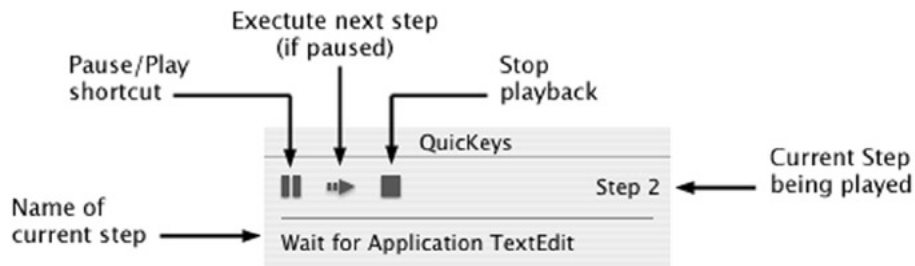 Exectute next step
(if paused)
Pause/Play
shortcut
Stop
playback
QuicKeys
Step 2
Current Step
being played
Name of
current step
Wait for Application TextEdit